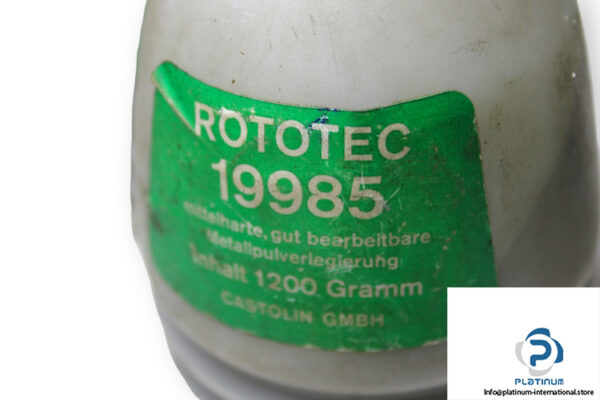 ROTOTEC
19985
mittelharte, gut bearbeitbare
Metallpulverlegierung
Inhalt 1200 Gramm
CASTOLIN GMBH
PLATINUM
Info@platinum-international.store